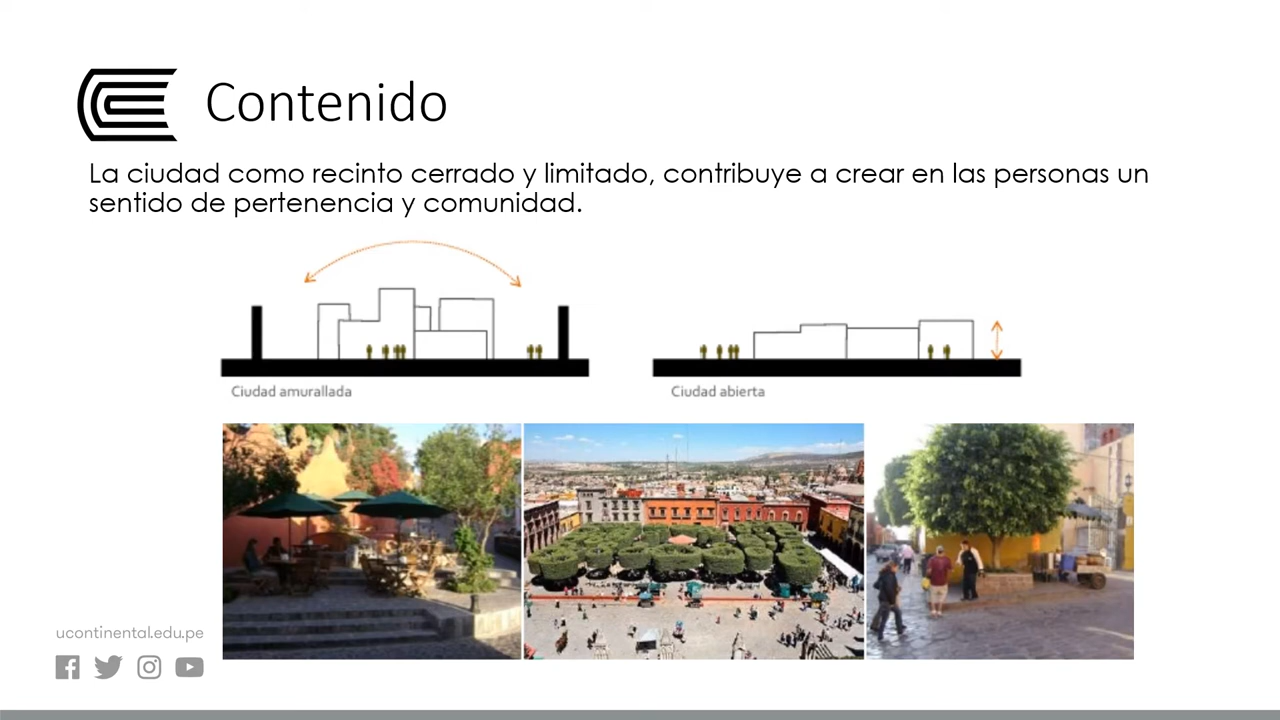 Contenido
La ciudad como recinto cerrado y limitado, contribuye a crear en las personas un
sentido de pertenencia y comunidad.
Ciudad amurallada
Ciudad abierta
ucontinental.edu.pe